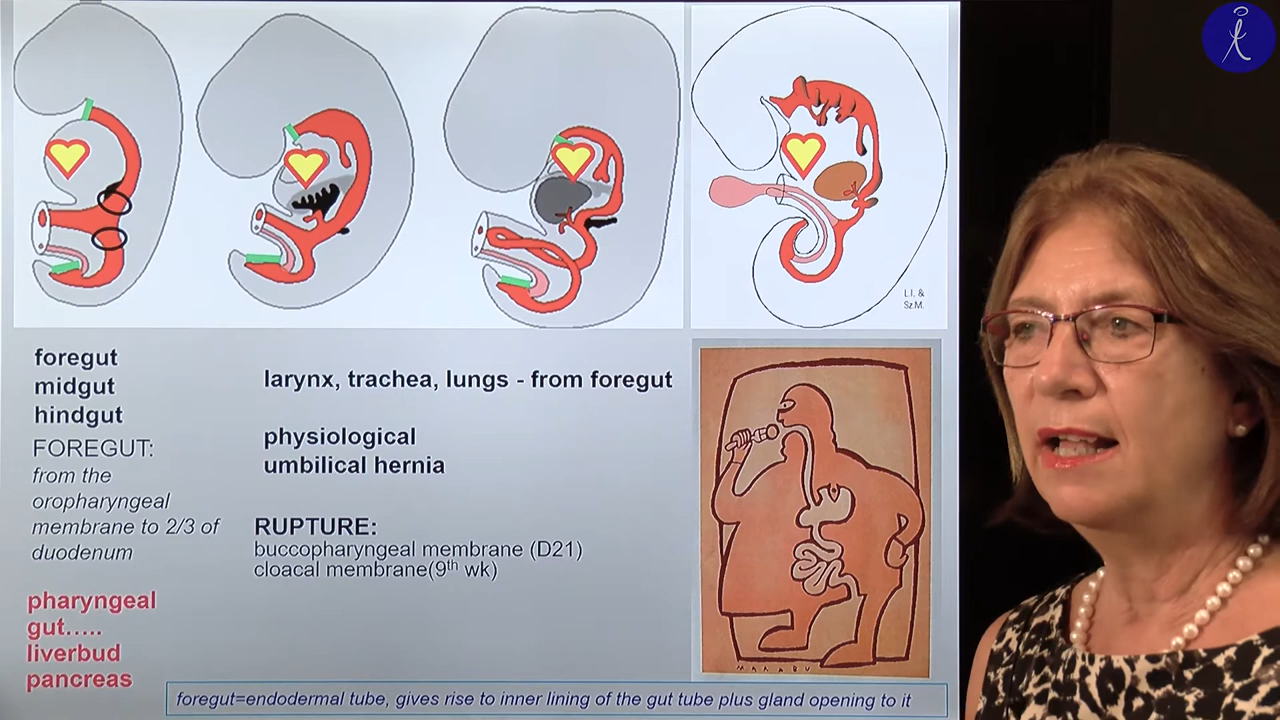 L.I. &
Sz.M.
foregut
midgut
hindgut
FOREGUT:
from the
oropharyngeal
membrane to 2/3 of
duodenum
pharyngeal
gut…..
liverbud
pancreas
larynx, trachea, lungs - from foregut
physiological
umbilical hernia
RUPTURE:
buccopharyngeal membrane (D21)
cloacal membrane(9th wk)
foregut=endodermal tube, gives rise to inner lining of the gut tube plus gland opening to it